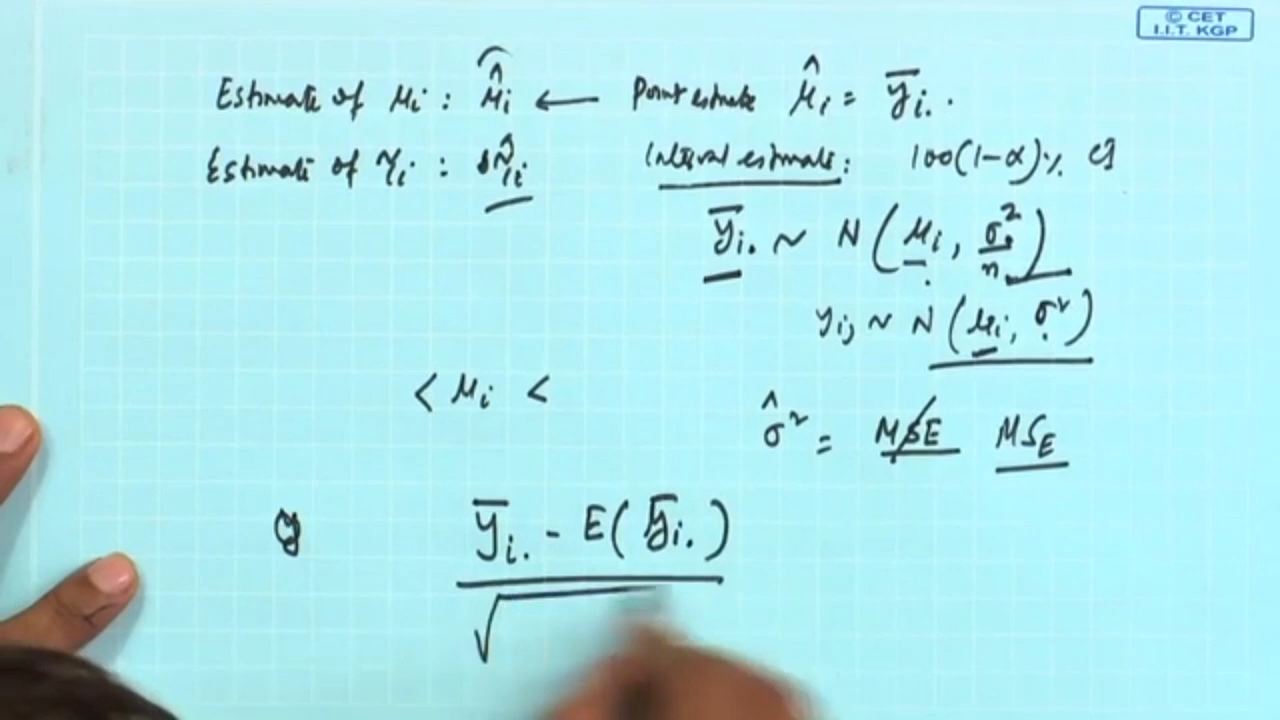 © CET
I.I.T. KGP
Estimate of μi : μ̂i ← Point estimate μ̂i = ȳi.
Estimate of τi : τ̂i Interval estimate : 100(1-α)% CI
ȳi. ~ N(μi, σ²/n)
yij ~ N(μi, σ²)
< μi <
σ̂² = MSE MSE
ȳi. - E(ȳi.)
√